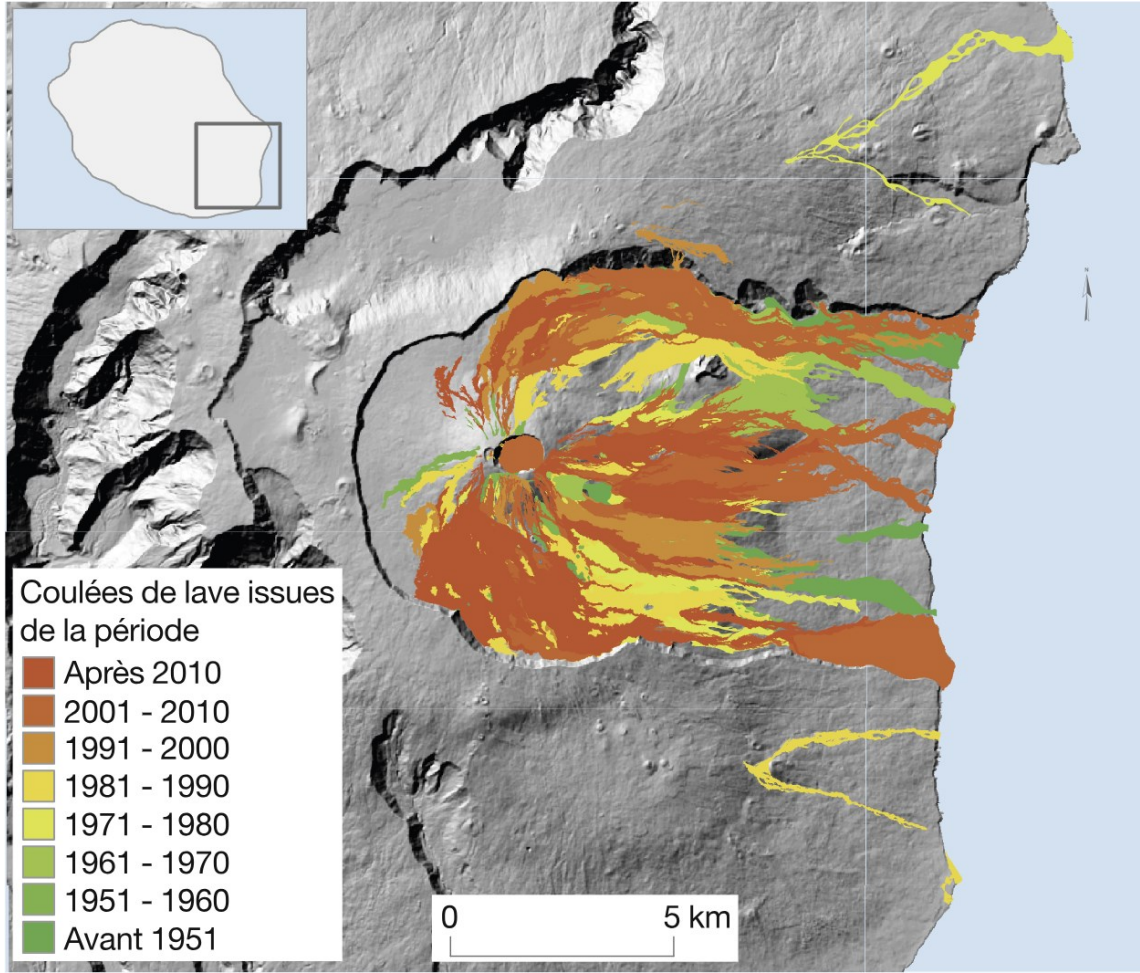 N
Coulées de lave issues
de la période
Après 2010
2001 - 2010
1991 - 2000
1981 - 1990
1971 - 1980
1961 - 1970
1951 - 1960
Avant 1951
0 5 km